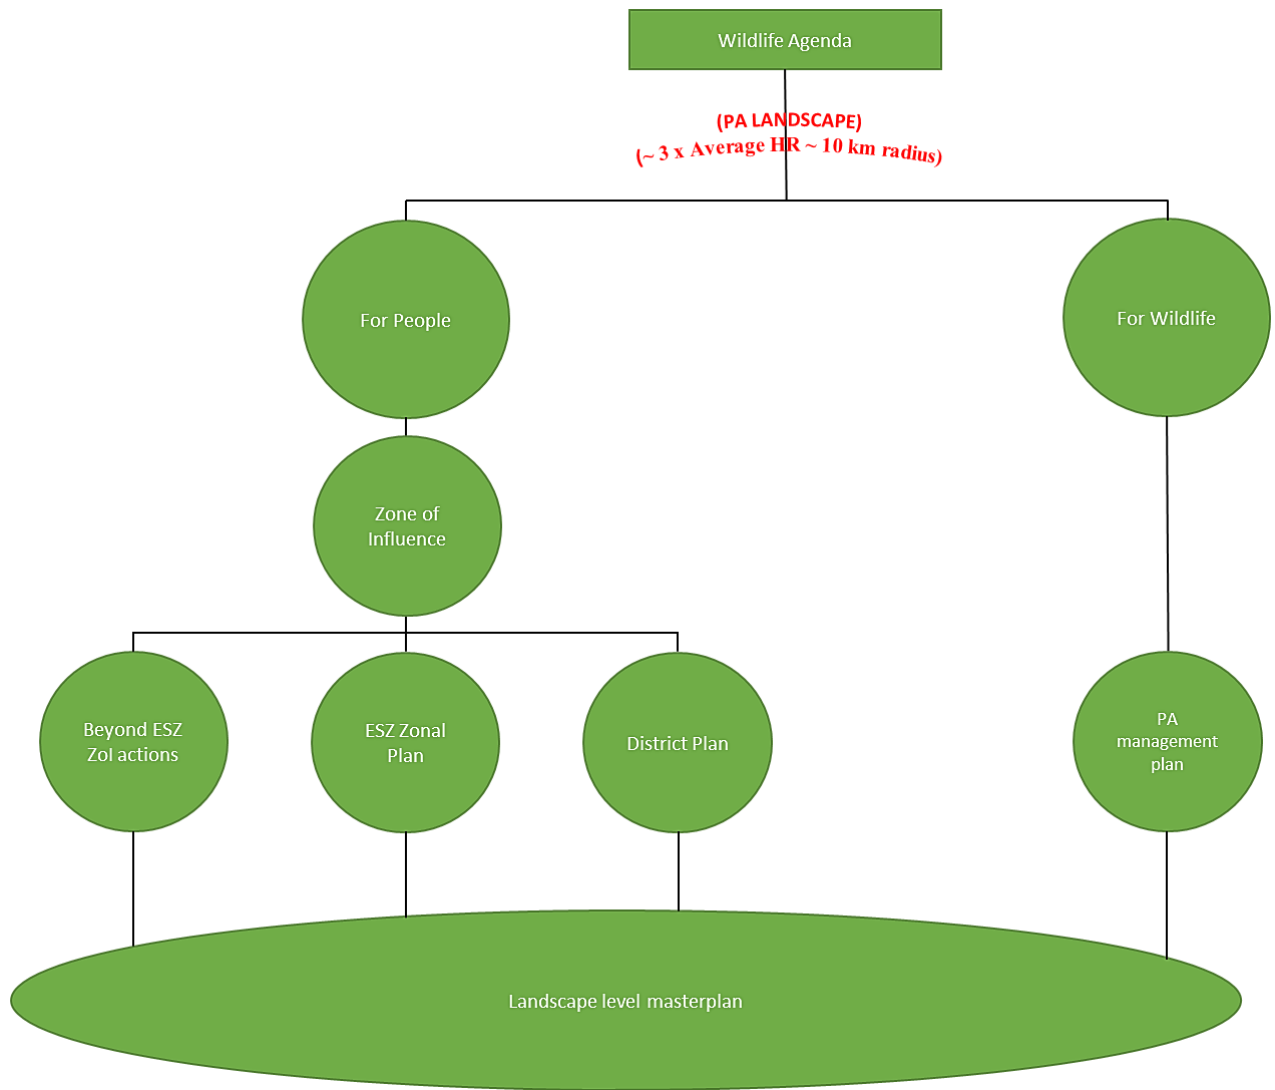 Wildlife Agenda
(PA LANDSCAPE)
(~ 3 x Average HR ~ 10 km radius)
For People
For Wildlife
Zone of
Influence
Beyond ESZ
ZoI actions
ESZ Zonal
Plan
District Plan
PA
management
plan
Landscape level masterplan